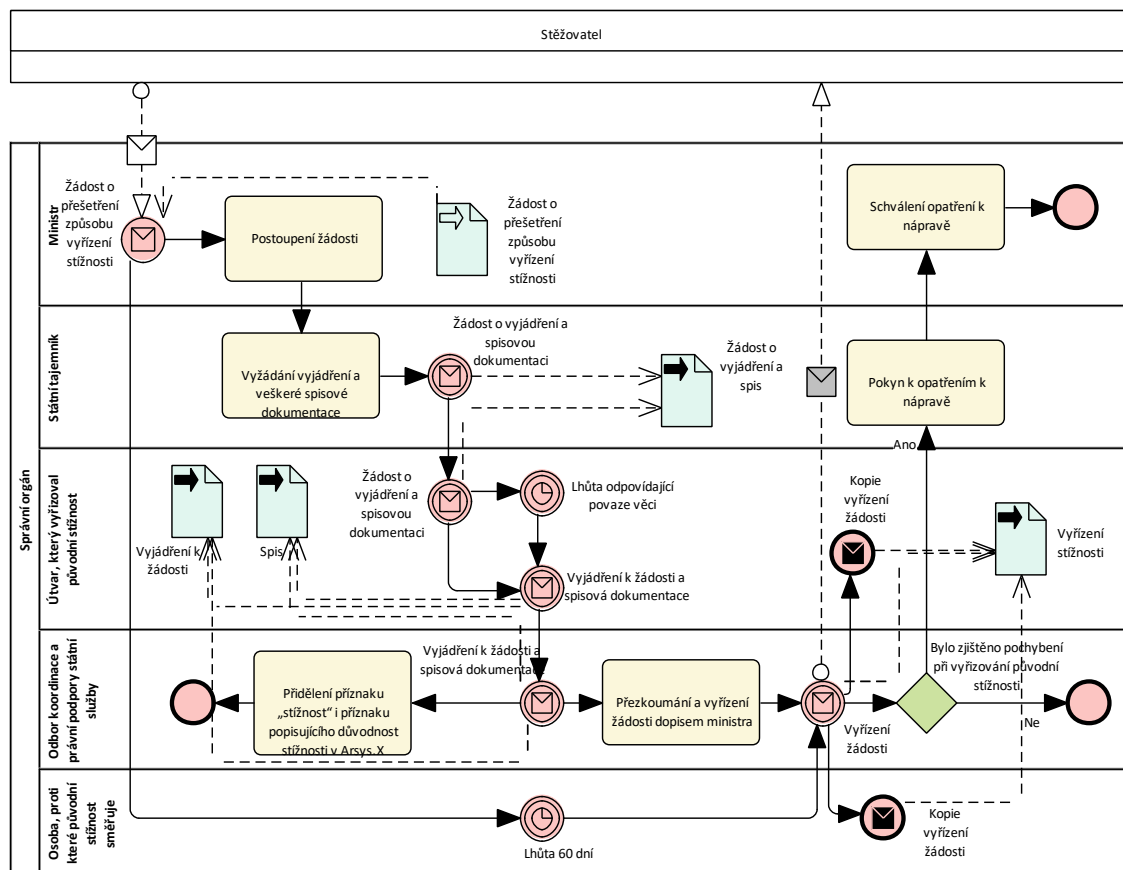 Stěžovatel
Správní orgán
Ministr
Žádost o
přešetření
způsobu
vyřízení
stížnosti
Postoupení žádosti
Žádost o
přešetření
způsobu
vyřízení
stížnosti
Schválení opatření k
nápravě
Státní tajemník
Vyžádání vyjádření a
veškeré spisové
dokumentace
Žádost o vyjádření a
spisovou
dokumentaci
Žádost o
vyjádření a
spis
Pokyn k opatřením k
nápravě
Ano
Útvar, který vyřizoval
původní stížnost
Vyjádření k
žádosti
Spis
Žádost o
vyjádření a
spisovou
dokumentaci
Lhůta odpovídající
povaze věci
Vyjádření k žádosti a
spisová dokumentace
Kopie
vyřízení
žádosti
Vyřízení
stížnosti
Odbor koordinace a
právní podpory státní
služby
Přidělení příznaku
„stížnost“ i příznaku
popisujícího důvodnost
stížnosti v Arsys.X
Vyjádření k žádosti a
spisová dokumentace
Přezkoumání a vyřízení
žádosti dopisem ministra
Vyřízení
žádosti
Bylo zjištěno pochybení
při vyřizování původní
stížnosti
Ne
Osoba, proti
které původní
stížnost
směřuje
Lhůta 60 dní
Kopie
vyřízení
žádosti